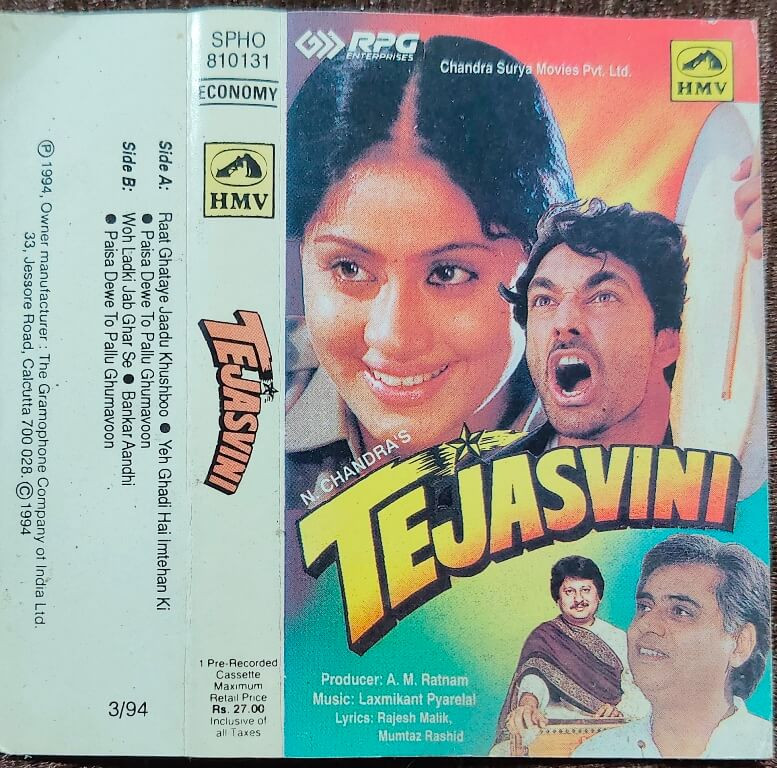 Side A: Raat Ghataye Jaadu Khushboo ● Yeh Ghadi Hai Imtehan Ki
● Paisa Dewe To Pallu Ghumavoon
Side B: Woh Ladki Jab Ghar Se ● Bankar Aandhi
● Paisa Dewe To Pallu Ghumavoon
℗ 1994, Owner manufacturer : The Gramophone Company of India Ltd.
33, Jessore Road, Calcutta 700 028. © 1994
3/94
SPHO
810131
ECONOMY
HMV
TEJASVINI
1 Pre-Recorded
Cassette
Maximum
Retail Price
Rs. 27.00
Inclusive of
all Taxes
RPG
ENTERPRISES
Chandra Surya Movies Pvt. Ltd.
HMV
N. CHANDRA'S
TEJASVINI
Producer: A. M. Ratnam
Music: Laxmikant Pyarelal
Lyrics: Rajesh Malik,
Mumtaz Rashid